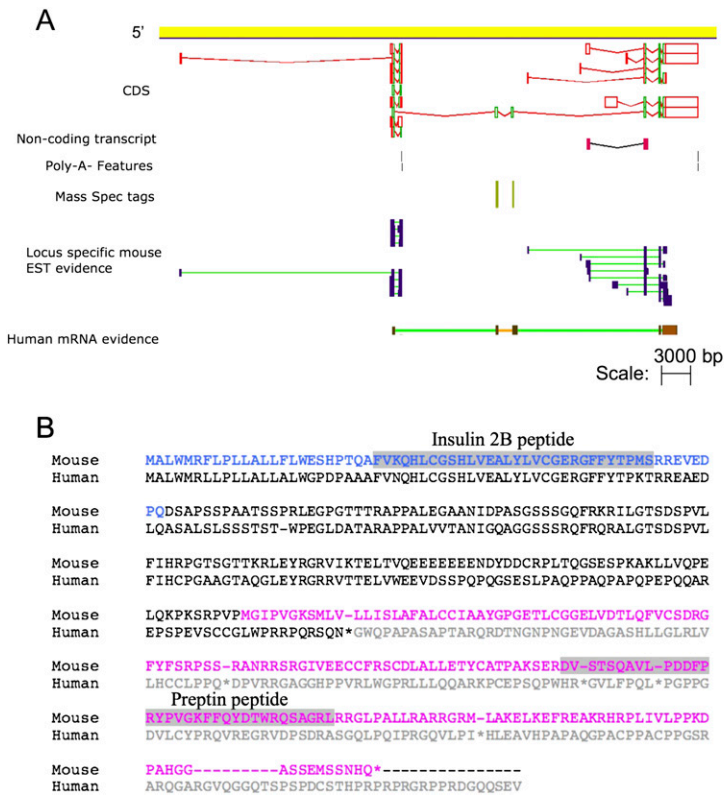 A
5’
CDS
Non-coding transcript
Poly-A- Features
Mass Spec tags
Locus specific mouse
EST evidence
Human mRNA evidence
3000 bp
Scale:
B
Insulin 2B peptide
Mouse MALWMRFLPLLALLFLWESHPTQAFVKQHLCGSHLVEALYLVCGERGFFYTPMSRREVED
Human MALWMRLLPLLALLALWGPDPAAAFVNQHLCGSHLVEALYLVCGERGFFYTPKTRREAED
Mouse PQDSAPSSPAATSSPRLEGPGTTTRAPPALEGAANIDPASGSSSGQFRKRILGTSDSPVL
Human LQASALSLSSSTST-WPEGLDATARAPPALVVTANIGQAGGSSSRQFRQRALGTSDSPVL
Mouse FIHRPGTSGTTKRLEYRGRVIKTELTVQEEEEEEENDYDDCRPLTQGSESPKAKLLVQPE
Human FIHCPGAAGTAQGLEYRGRRVTTELVWEEVDSSPQPQGSESLPAQPPAQPAPQPEPQQAR
Mouse LQKPKSRPVPMGIPVGKSMLV-LLISLAFALCCIAAYGPGETLCGGELVDTLQFVCSDRG
Human EPSPEVSCCGLWPRRPQRSQN*GWQPAPASAPTARQRDTNGNPNGEVDAGASHLLGLRLV
Mouse FYFSRPSS-RANRRSRGIVEECCFRSCDLALLETYCATPAKSERDV-STSQAVL-PDDFP
Human LHCCLPPQ*DPVRRGAGGHPPVRLWGPRLLLQQARKPCEPSQPWHR*GVLFPQL*PGPPG
Preptin peptide
Mouse RYPVGKFFQYDTWRQSAGRLRRGLPALLRARRGRM-LAKELKEFREAKRHRPLIVLPPKD
Human DVLCYPRQVREGRVDPSDRASGQLPQIPRGQVLPI*HLEAVHPAPAQGPACPPACPPGSR
Mouse PAHGG---------ASSEMSSNHQ*-------------
Human ARQGARGVQGGQTSPSPDCSTHPRPRPRGRPPRDGQQSEV